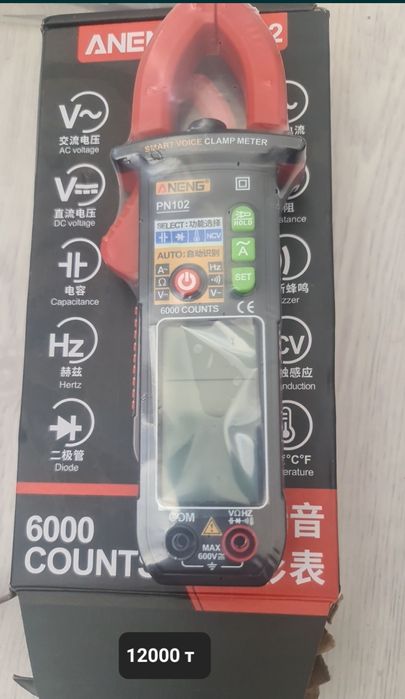 ANENG
交流电压
AC voltage
直流电压
DC voltage
电容
Capacitance
Hz
赫兹
Hertz
二极管
Diode
6000
COUNTS
SMART VOICE CLAMP METER
ANENG
PN102
HOLD
SELECT:功能选择
NCV
A
AUTO:自动识别
SET
A~
Hz
Ω
V~
V⎓
6000 COUNTS
CE
COM
VΩHZ
MAX
600V
音
表
12000 т